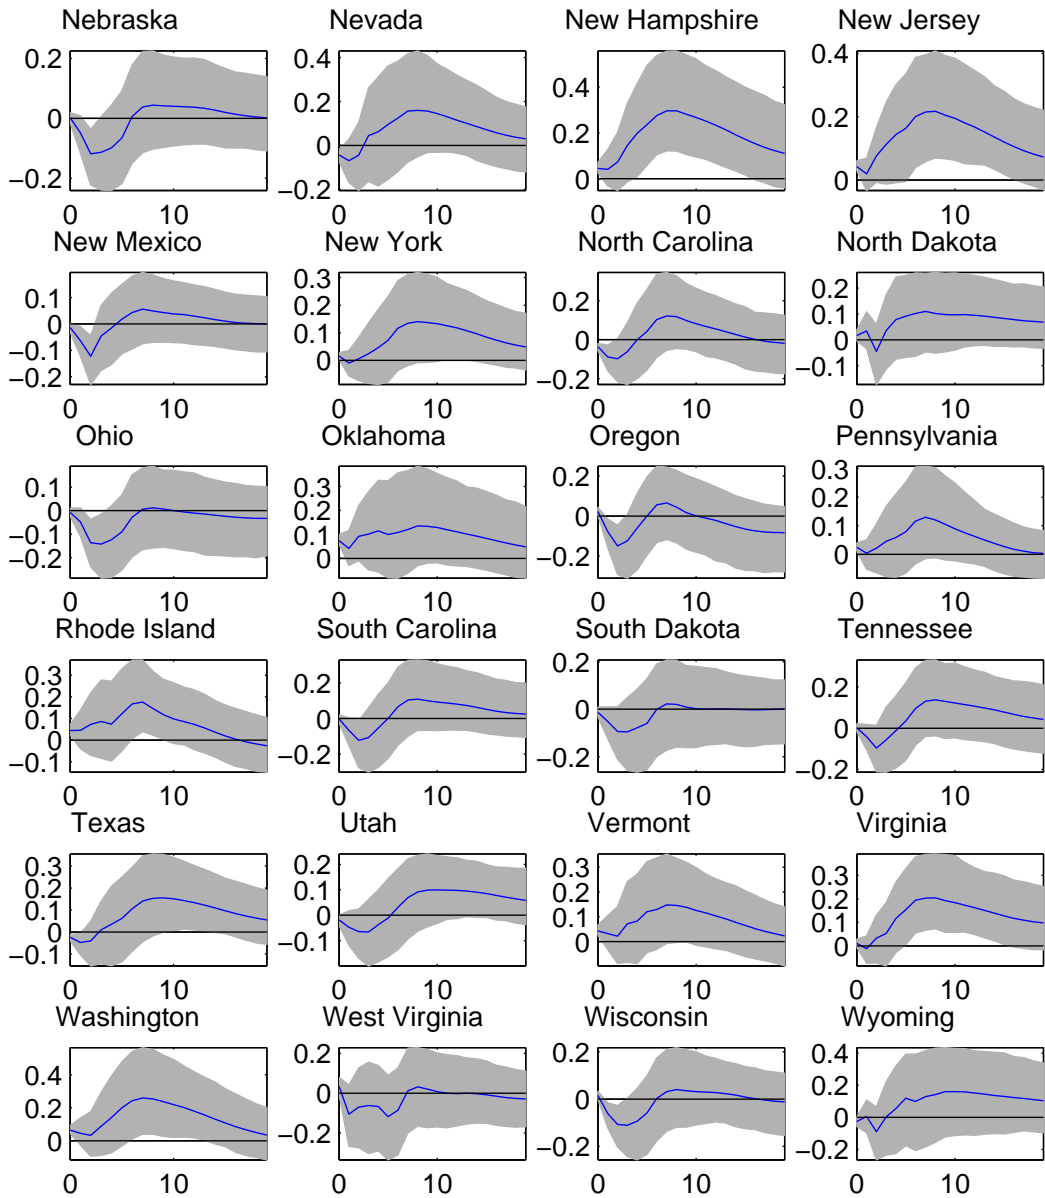 Nebraska Nevada New Hampshire New Jersey
0.2 0 −0.2 0 10
0.4 0.2 0 −0.2 0 10
0.4 0.2 0 0 10
0.4 0.2 0 0 10
New Mexico New York North Carolina North Dakota
0.1 0 −0.1 −0.2 0 10
0.3 0.2 0.1 0 0 10
0.2 0 −0.2 0 10
0.2 0.1 0 −0.1 0 10
Ohio Oklahoma Oregon Pennsylvania
0.1 0 −0.1 −0.2 0 10
0.3 0.2 0.1 0 0 10
0.2 0 −0.2 0 10
0.3 0.2 0.1 0 0 10
Rhode Island South Carolina South Dakota Tennessee
0.3 0.2 0.1 0 −0.1 0 10
0.2 0 −0.2 0 10
0.2 0 −0.2 0 10
0.2 0 −0.2 0 10
Texas Utah Vermont Virginia
0.3 0.2 0.1 0 −0.1 0 10
0.2 0.1 0 −0.1 0 10
0.3 0.2 0.1 0 0 10
0.3 0.2 0.1 0 0 10
Washington West Virginia Wisconsin Wyoming
0.4 0.2 0 0 10
0.2 0 −0.2 0 10
0.2 0 −0.2 0 10
0.4 0.2 0 −0.2 0 10